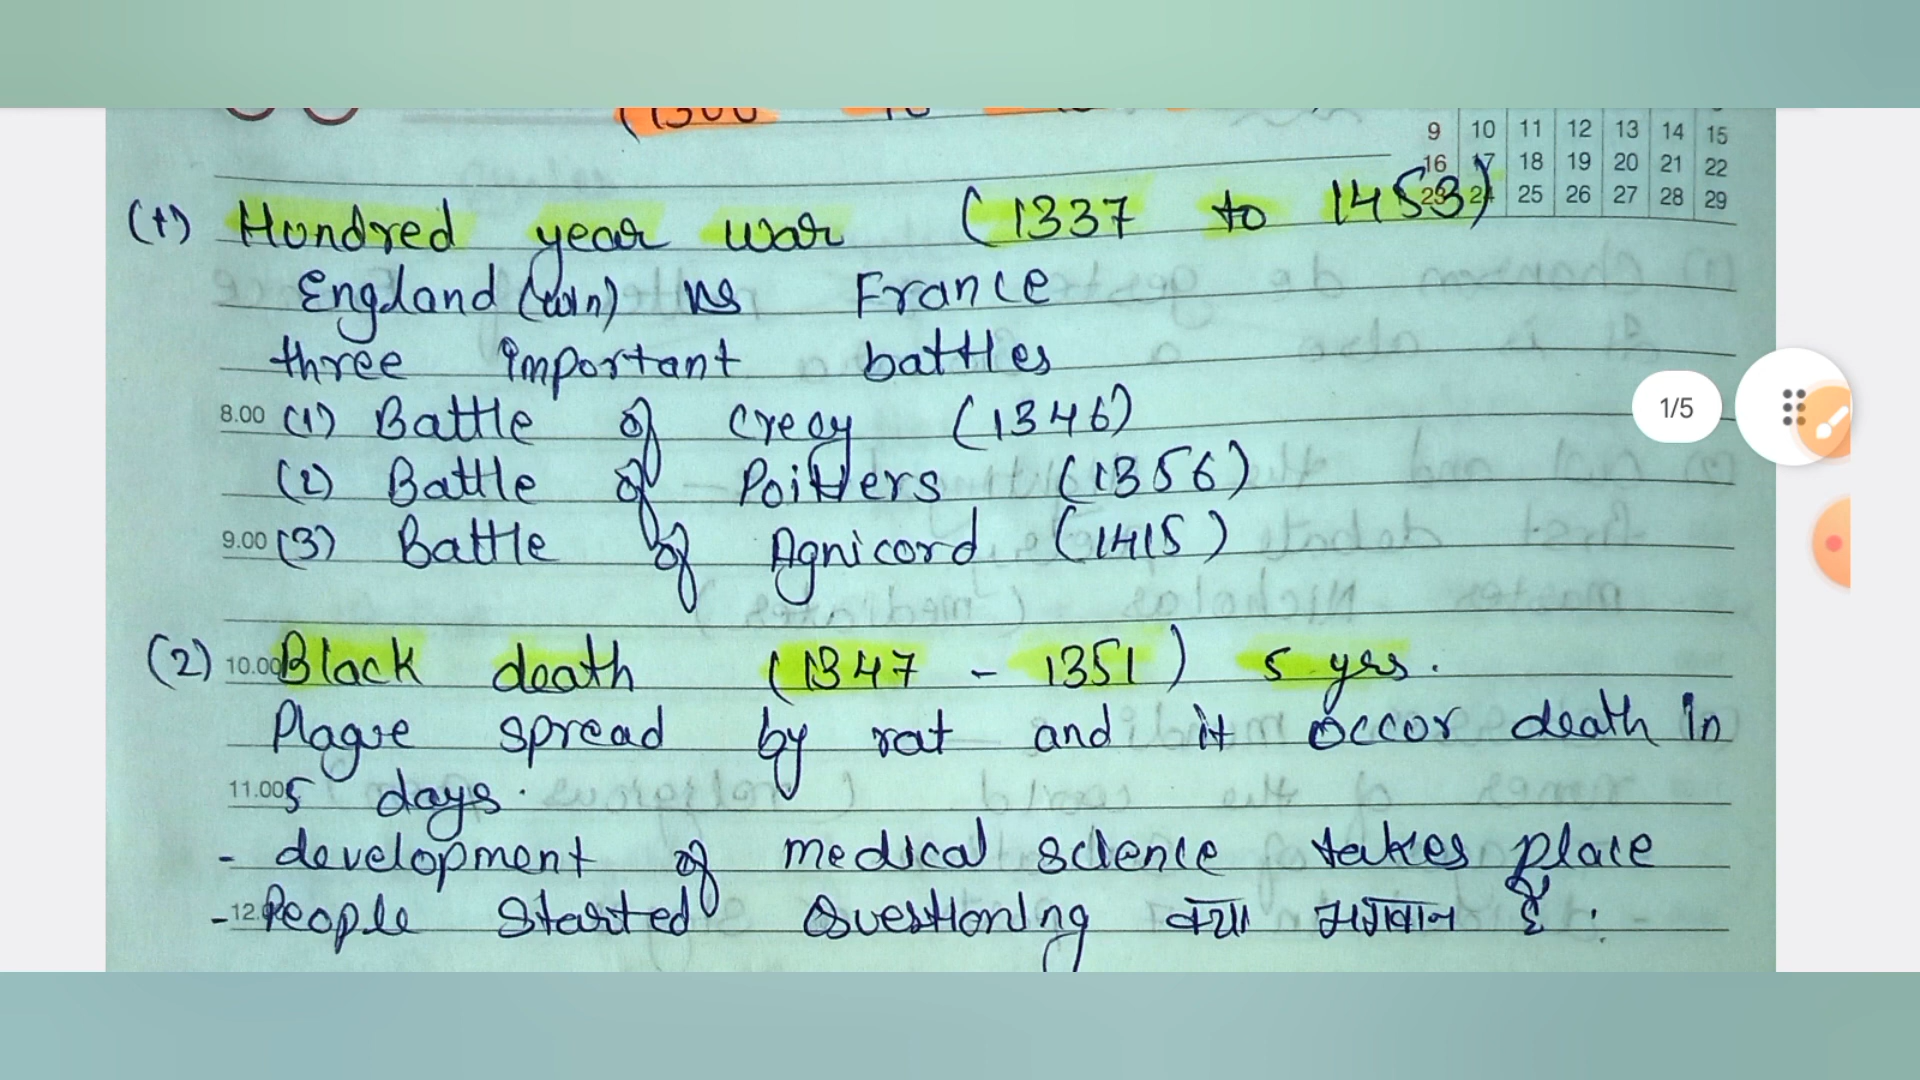 9 10 11 12 13 14 15
16 17 18 19 20 21 22
23 24 25 26 27 28 29
(1) Hundred year war (1337 to 1453)
England (win) vs France
three important battles
8.00 (1) Battle of Crecy (1346)
(2) Battle of Poitiers (1356)
9.00 (3) Battle of Agnicord (1415)
1/5
(2) 10.00 Black death (1347 - 1351) 5 yrs.
Plague spread by rat and it occur death in
11.00 5 days.
- development of medical science takes place
- 12. People started Questioning क्या भगवान है.